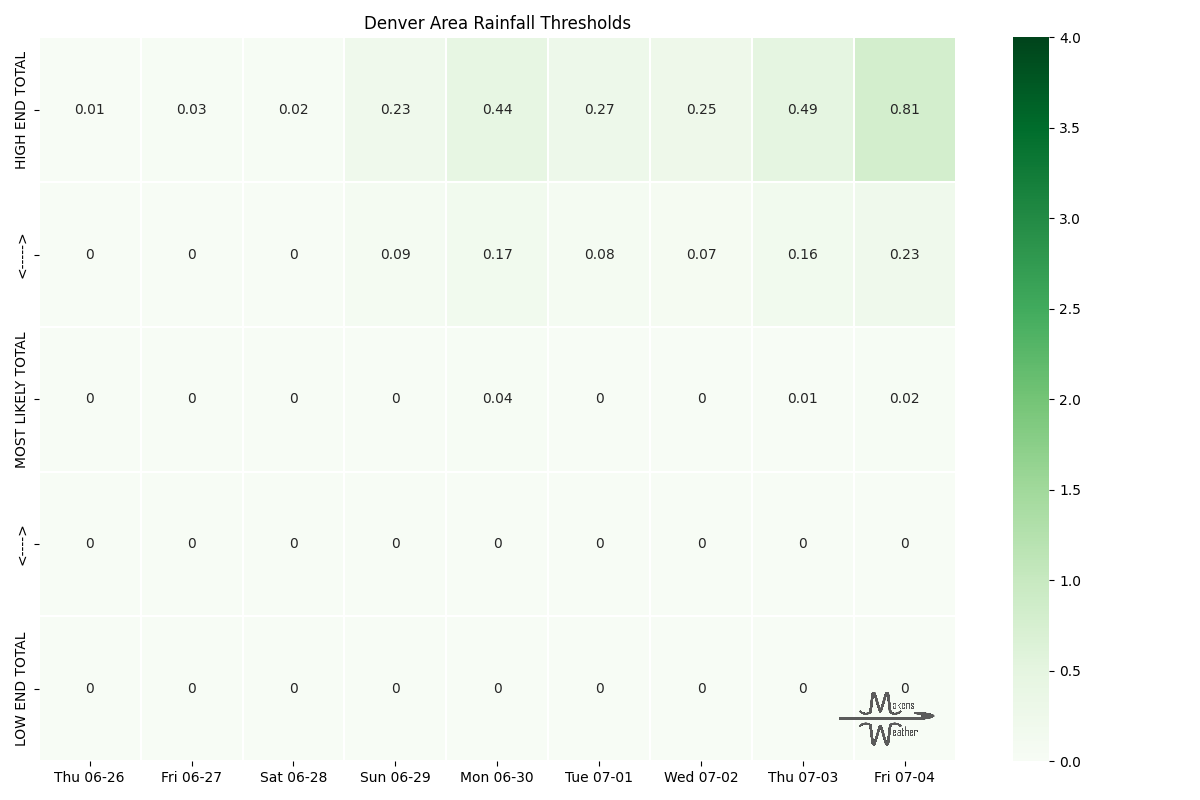 Denver Area Rainfall Thresholds
HIGH END TOTAL
0.01 0.03 0.02 0.23 0.44 0.27 0.25 0.49 0.81
<----->
0 0 0 0.09 0.17 0.08 0.07 0.16 0.23
MOST LIKELY TOTAL
0 0 0 0 0.04 0 0 0.01 0.02
<---->
0 0 0 0 0 0 0 0 0
LOW END TOTAL
0 0 0 0 0 0 0 0 0
Makens
Weather
Thu 06-26 Fri 06-27 Sat 06-28 Sun 06-29 Mon 06-30 Tue 07-01 Wed 07-02 Thu 07-03 Fri 07-04
4.0
3.5
3.0
2.5
2.0
1.5
1.0
0.5
0.0